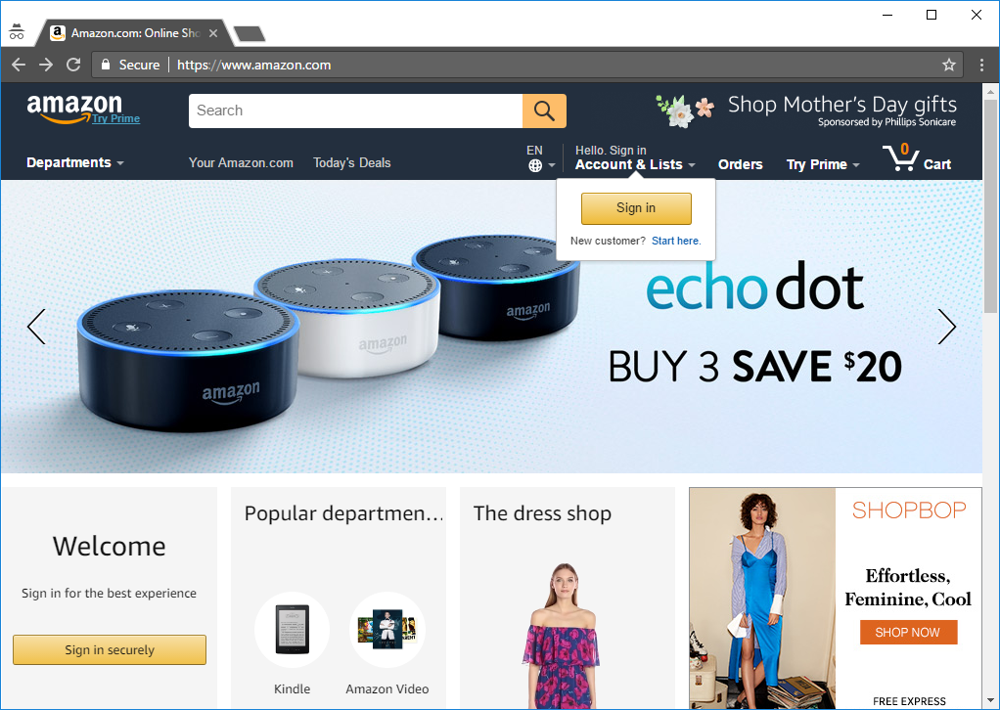 Amazon.com: Online Sho
Secure https://www.amazon.com
amazon
Try Prime
Search
Shop Mother's Day gifts
Sponsorsed by Phillips Sonicare
Departments
Your Amazon.com
Today's Deals
EN
Hello. Sign in
Account & Lists
Orders
Try Prime
0
Cart
Sign in
New customer? Start here.
echo dot
BUY 3 SAVE $20
amazon
amazon
amazon
Welcome
Sign in for the best experience
Sign in securely
Popular departmen...
Kindle
Amazon Video
The dress shop
SHOPBOP
Effortless,
Feminine, Cool
SHOP NOW
FREE EXPRESS